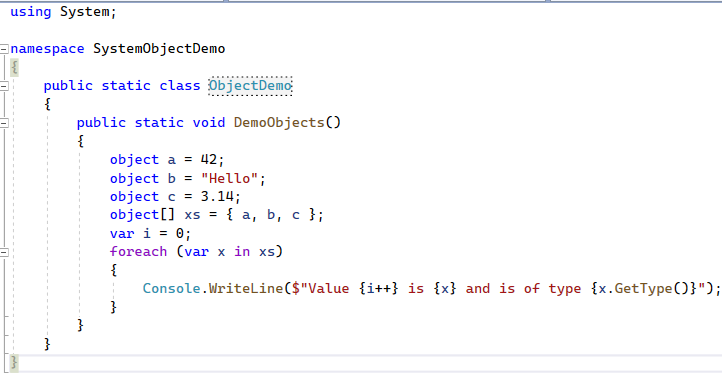 using System;
namespace SystemObjectDemo
{
public static class ObjectDemo
{
public static void DemoObjects()
{
object a = 42;
object b = "Hello";
object c = 3.14;
object[] xs = { a, b, c };
var i = 0;
foreach (var x in xs)
{
Console.WriteLine($"Value {i++} is {x} and is of type {x.GetType()}");
}
}
}
}